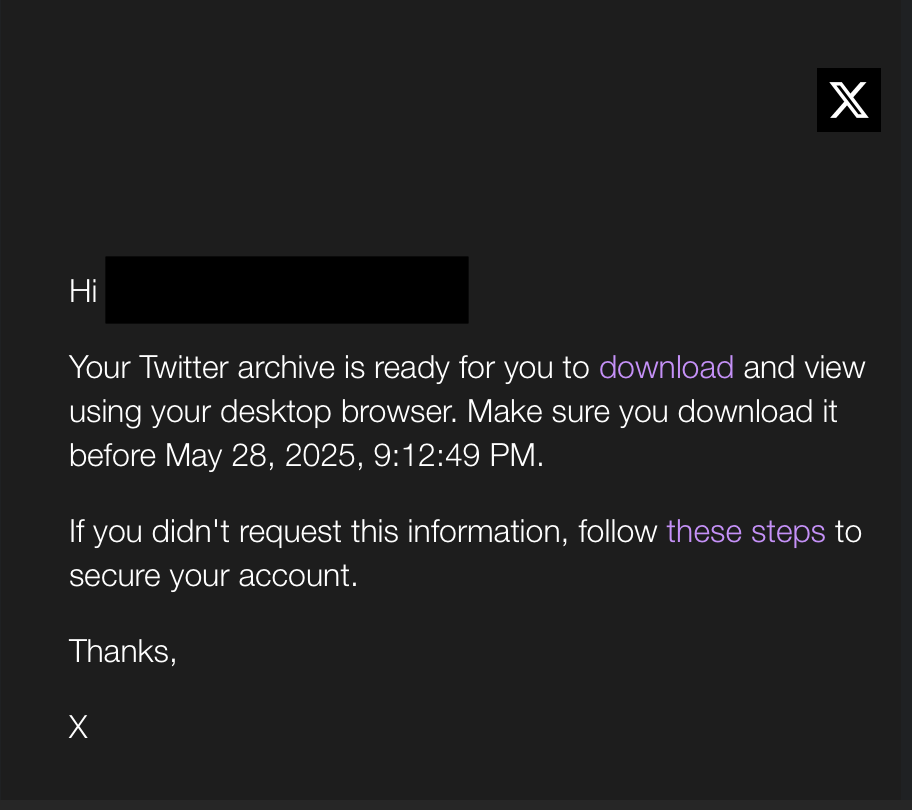 Hi
Your Twitter archive is ready for you to download and view
using your desktop browser. Make sure you download it
before May 28, 2025, 9:12:49 PM.
If you didn't request this information, follow these steps to
secure your account.
Thanks,
X